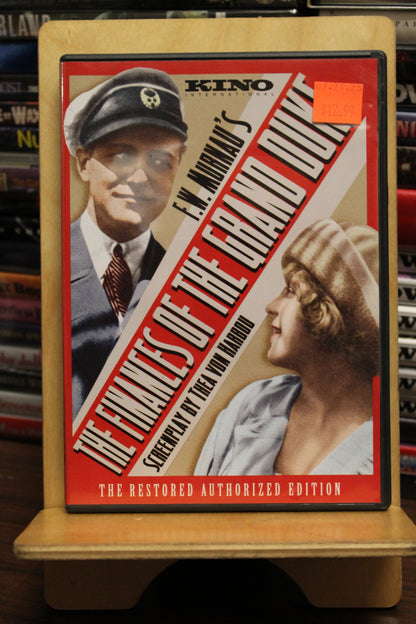 KINO
INTERNATIONAL
$12.99
F.W. MURNAU'S
THE FINANCES OF THE GRAND DUKE
SCREENPLAY BY THEA VON HARBOU
THE RESTORED AUTHORIZED EDITION